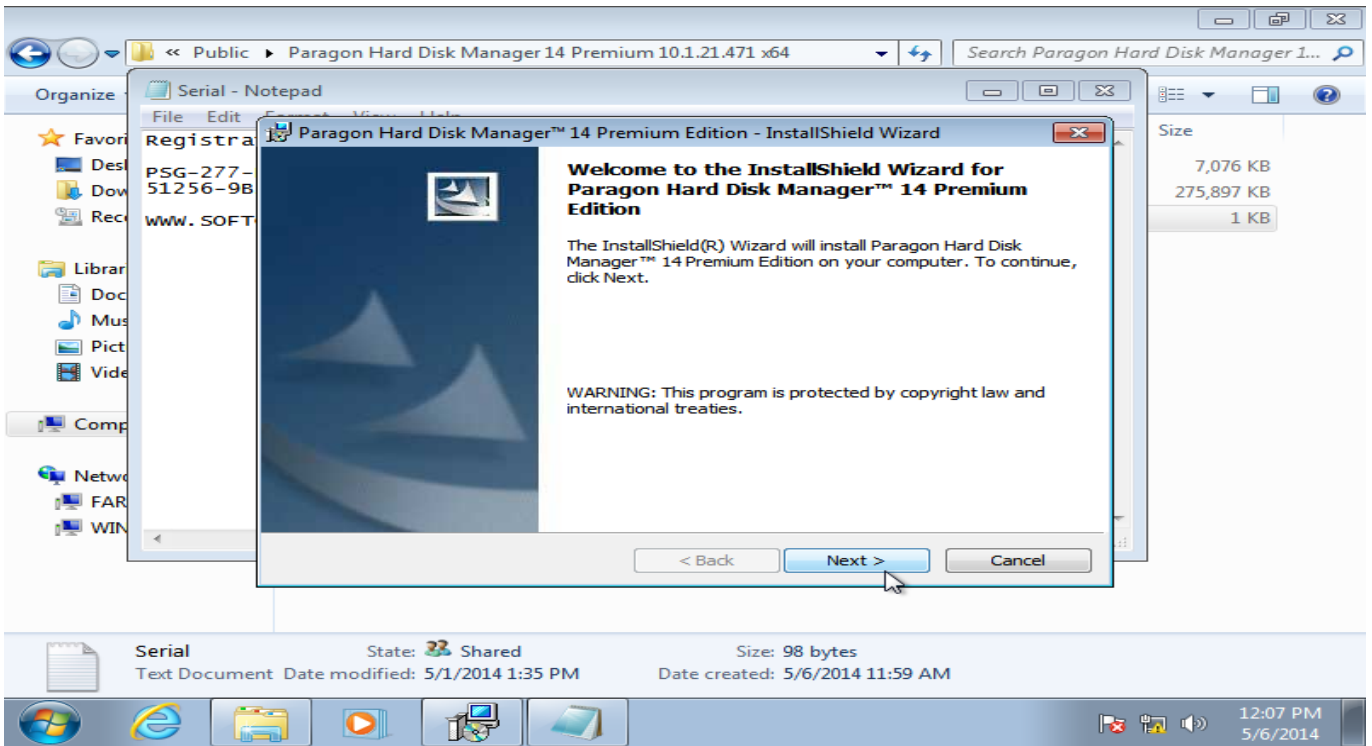 « Public ▸ Paragon Hard Disk Manager 14 Premium 10.1.21.471 x64
Search Paragon Hard Disk Manager 1...
Organize
Serial - Notepad
File Edit Format View Help
Paragon Hard Disk Manager™ 14 Premium Edition - InstallShield Wizard
Size
Registra
PSG-277-
51256-9B
WWW.SOFT
7,076 KB
275,897 KB
1 KB
Favori
Desl
Dow
Rec
Librar
Doc
Mus
Pict
Vide
Comp
Netwo
FAR
WIN
Welcome to the InstallShield Wizard for
Paragon Hard Disk Manager™ 14 Premium
Edition
The InstallShield(R) Wizard will install Paragon Hard Disk
Manager™ 14 Premium Edition on your computer. To continue,
click Next.
WARNING: This program is protected by copyright law and
international treaties.
< Back
Next >
Cancel
Serial
State: Shared
Size: 98 bytes
Text Document Date modified: 5/1/2014 1:35 PM
Date created: 5/6/2014 11:59 AM
12:07 PM
5/6/2014